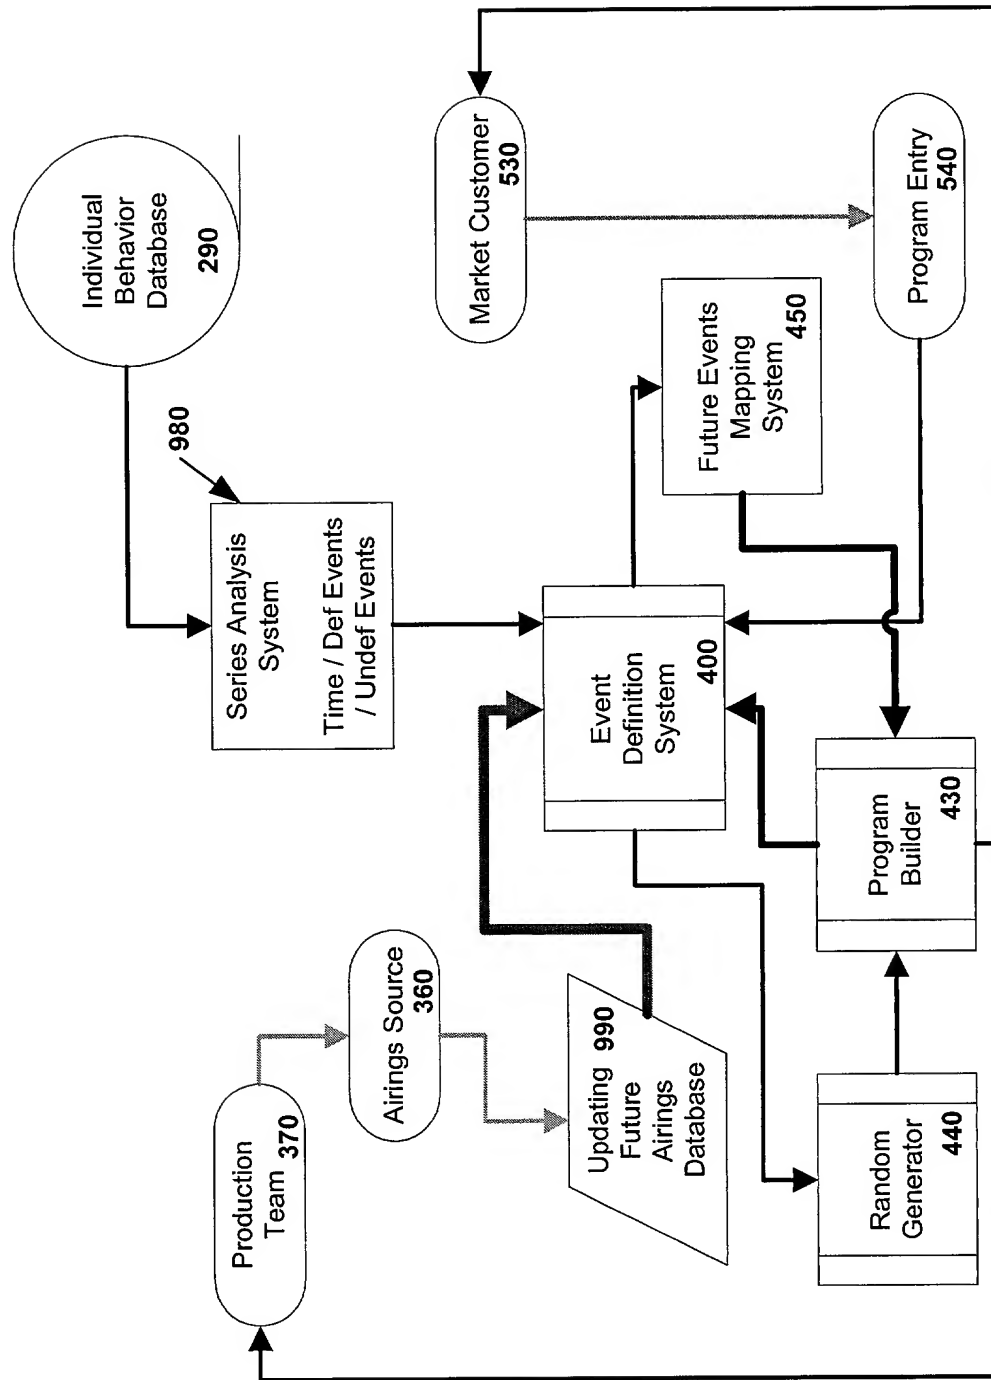 Production
Team
370
Airings Source
360
Updating
Future
Airings
Database
990
Random
Generator
440
Series Analysis
System
Time / Def Events
/ Undef Events
980
Event
Definition
System
400
Program
Builder
430
Individual
Behavior
Database
290
Future Events
Mapping
System
450
Market Customer
530
Program Entry
540